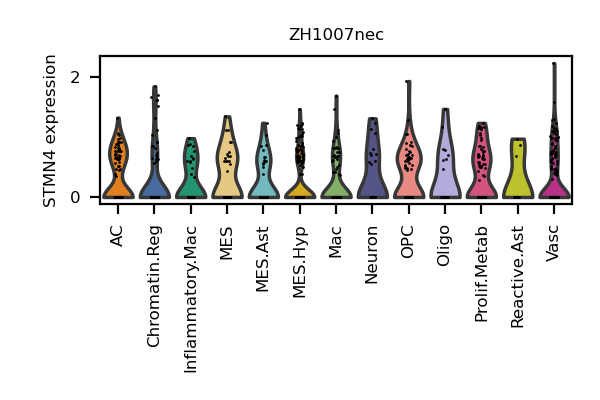 ZH1007nec
STMN4 expression
2
0
AC
Chromatin.Reg
Inflammatory.Mac
MES
MES.Ast
MES.Hyp
Mac
Neuron
OPC
Oligo
Prolif.Metab
Reactive.Ast
Vasc